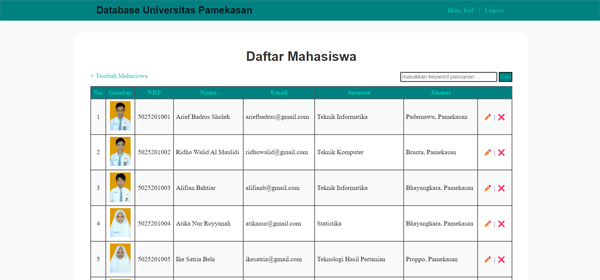 Database Universitas Pamekasan
Halo, Isol | Logout
Daftar Mahasiswa
+ Tambah Mahasiswa
masukkan keyword pencarian ...
Cari
No. Gambar NRP Nama Email Jurusan Alamat
1 5025201001 Arief Badrus Sholeh ariefbadrus@gmail.com Teknik Informatika Pademawu, Pamekasan |
2 5025201002 Ridho Walid Al Maulidi ridhowalid@gmail.com Teknik Komputer Branta, Pamekasan |
3 5025201003 Alifian Bahtiar alifianb@gmail.com Teknik Informatika Bhayangkara, Pamekasan |
4 5025201004 Atika Nur Royyanah atikanur@gmail.com Statistika Bhayangkara, Pamekasan |
5 5025201005 Ike Satria Bela ikesatria@gmail.com Teknologi Hasil Pertanian Proppo, Pamekasan |